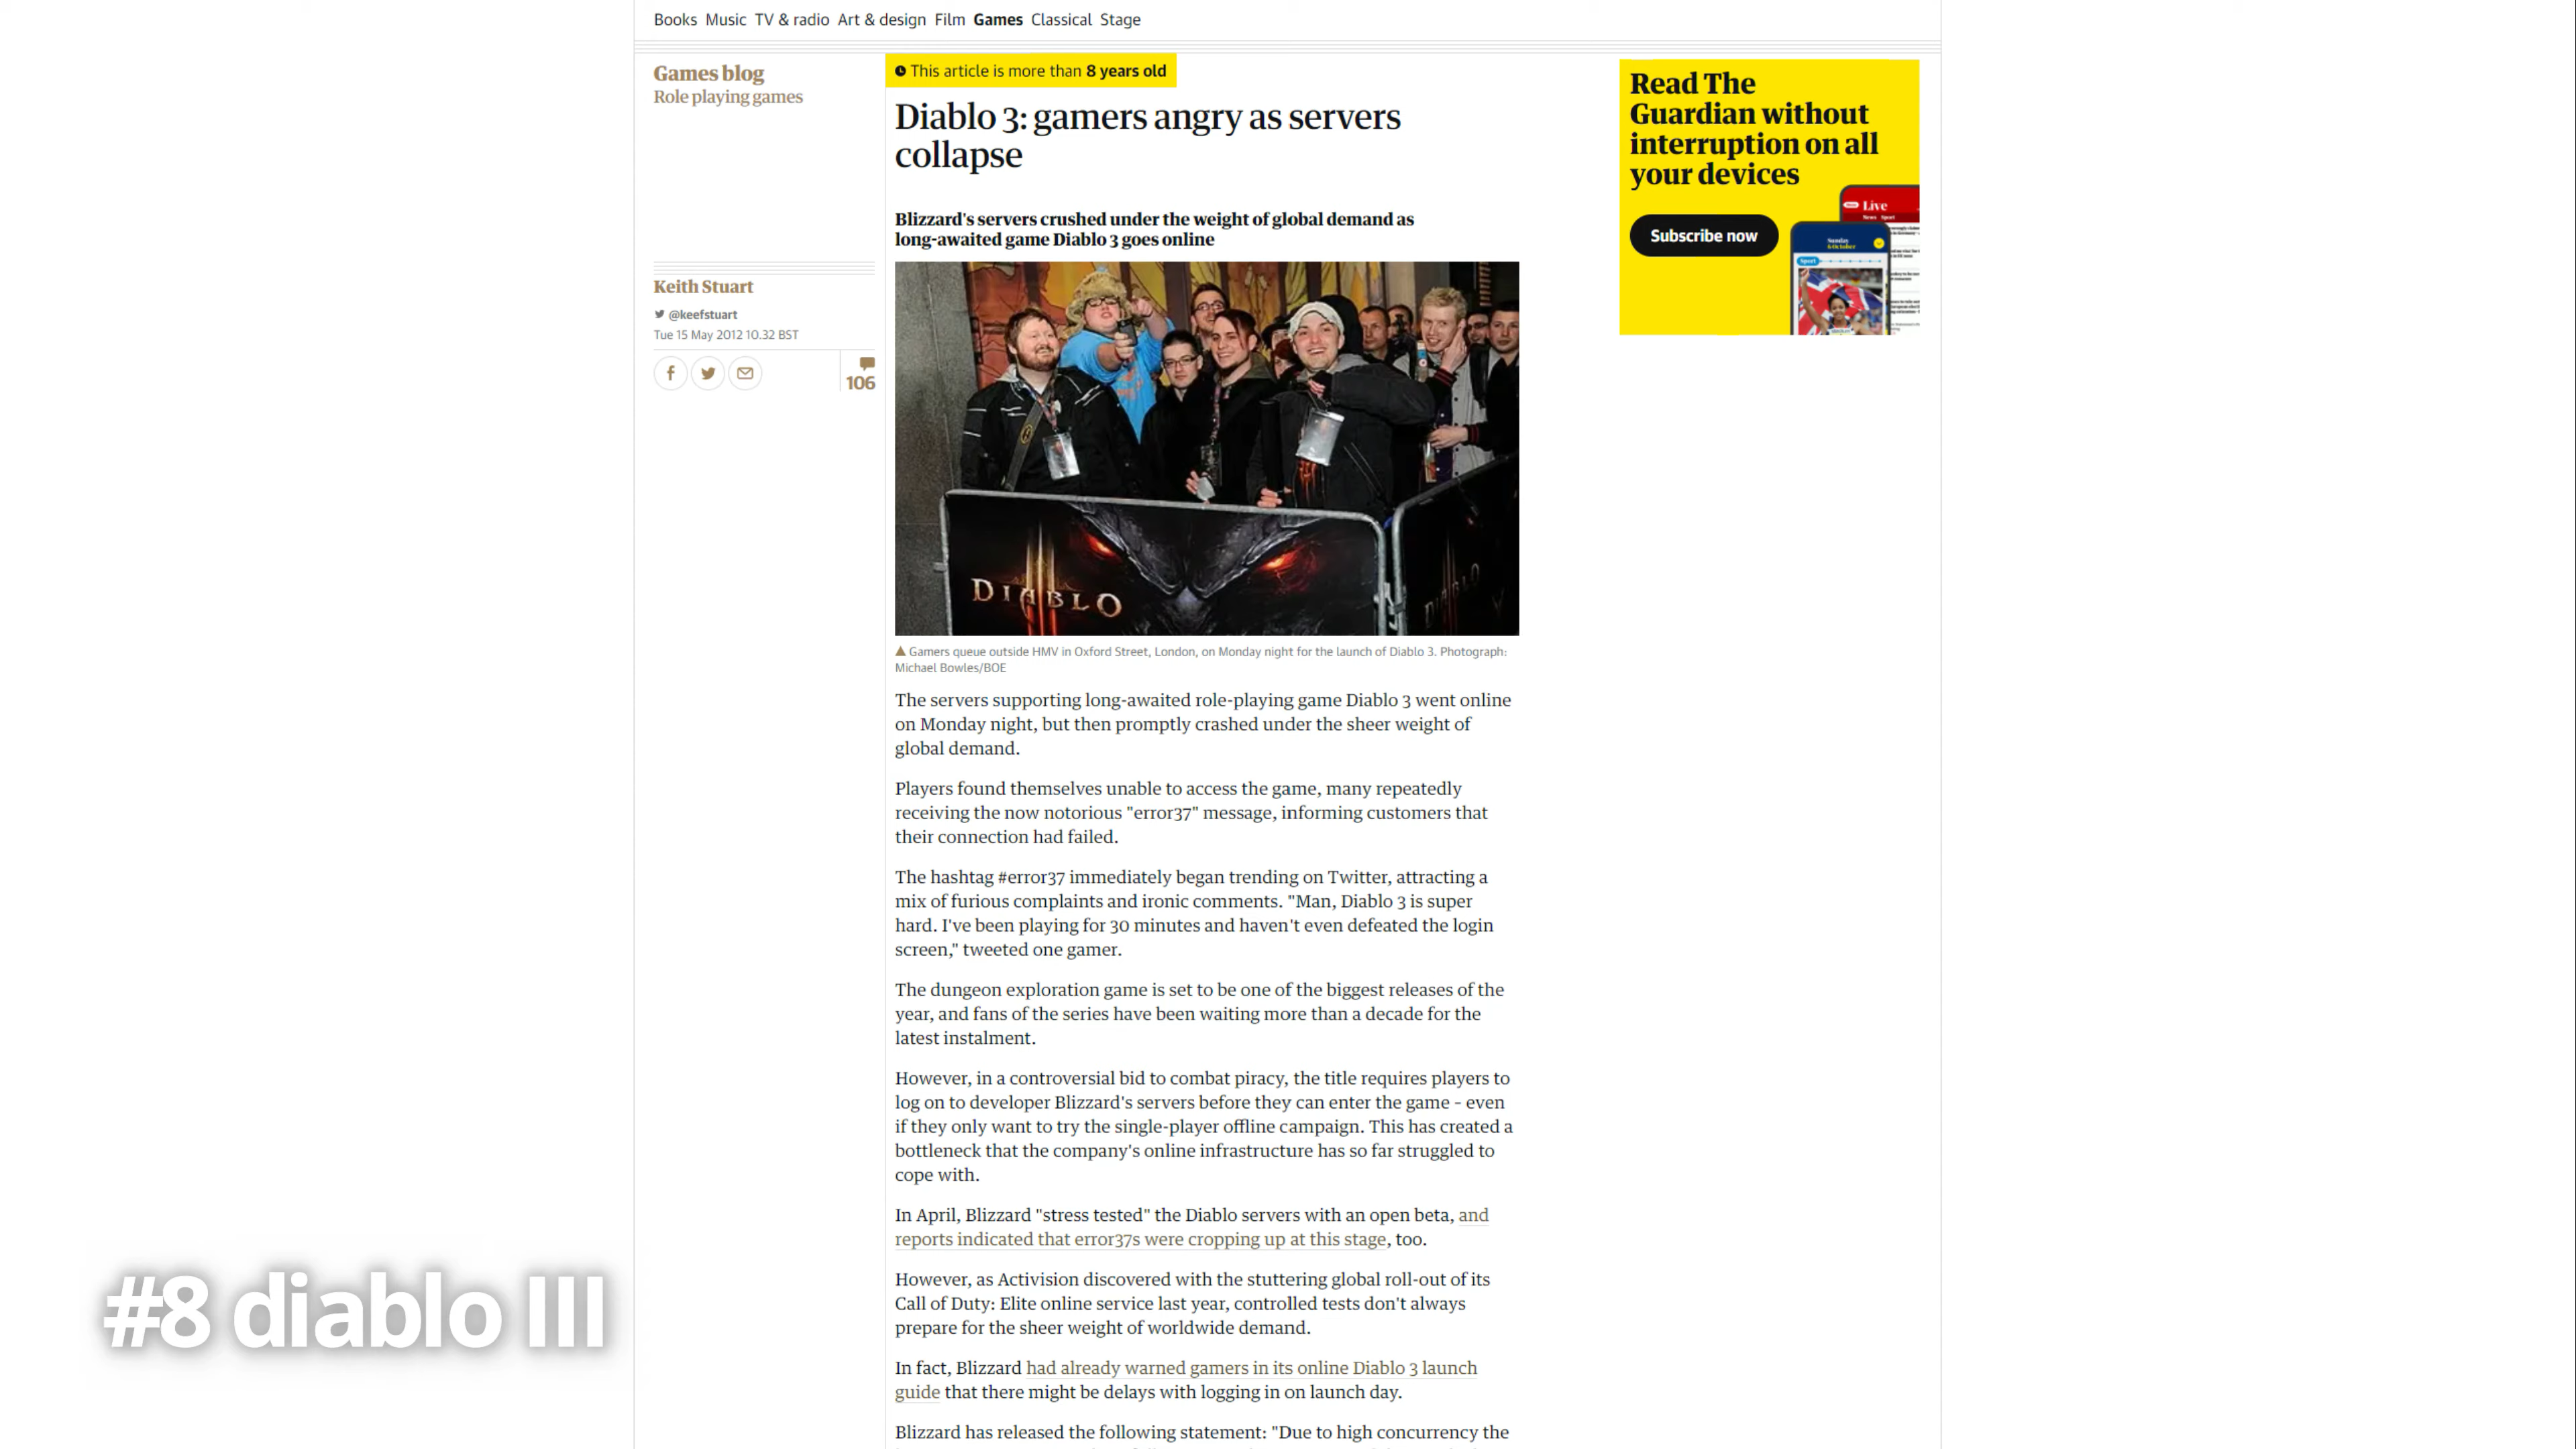 Books Music TV & radio Art & design Film Games Classical Stage
Games blog
Role playing games
This article is more than 8 years old
Diablo 3: gamers angry as servers
collapse
Blizzard's servers crushed under the weight of global demand as
long-awaited game Diablo 3 goes online
Keith Stuart
@keefstuart
Tue 15 May 2012 10.32 BST
106
DIABLO
Gamers queue outside HMV in Oxford Street, London, on Monday night for the launch of Diablo 3. Photograph:
Michael Bowles/BOE
The servers supporting long-awaited role-playing game Diablo 3 went online
on Monday night, but then promptly crashed under the sheer weight of
global demand.
Players found themselves unable to access the game, many repeatedly
receiving the now notorious "error37" message, informing customers that
their connection had failed.
The hashtag #error37 immediately began trending on Twitter, attracting a
mix of furious complaints and ironic comments. "Man, Diablo 3 is super
hard. I've been playing for 30 minutes and haven't even defeated the login
screen," tweeted one gamer.
The dungeon exploration game is set to be one of the biggest releases of the
year, and fans of the series have been waiting more than a decade for the
latest instalment.
However, in a controversial bid to combat piracy, the title requires players to
log on to developer Blizzard's servers before they can enter the game – even
if they only want to try the single-player offline campaign. This has created a
bottleneck that the company's online infrastructure has so far struggled to
cope with.
In April, Blizzard "stress tested" the Diablo servers with an open beta, and
reports indicated that error37s were cropping up at this stage, too.
However, as Activision discovered with the stuttering global roll-out of its
Call of Duty: Elite online service last year, controlled tests don't always
prepare for the sheer weight of worldwide demand.
In fact, Blizzard had already warned gamers in its online Diablo 3 launch
guide that there might be delays with logging in on launch day.
Blizzard has released the following statement: "Due to high concurrency the
Read The
Guardian without
interruption on all
your devices
Subscribe now
Live
News Sport
Sunday
Sport
#8 diablo III